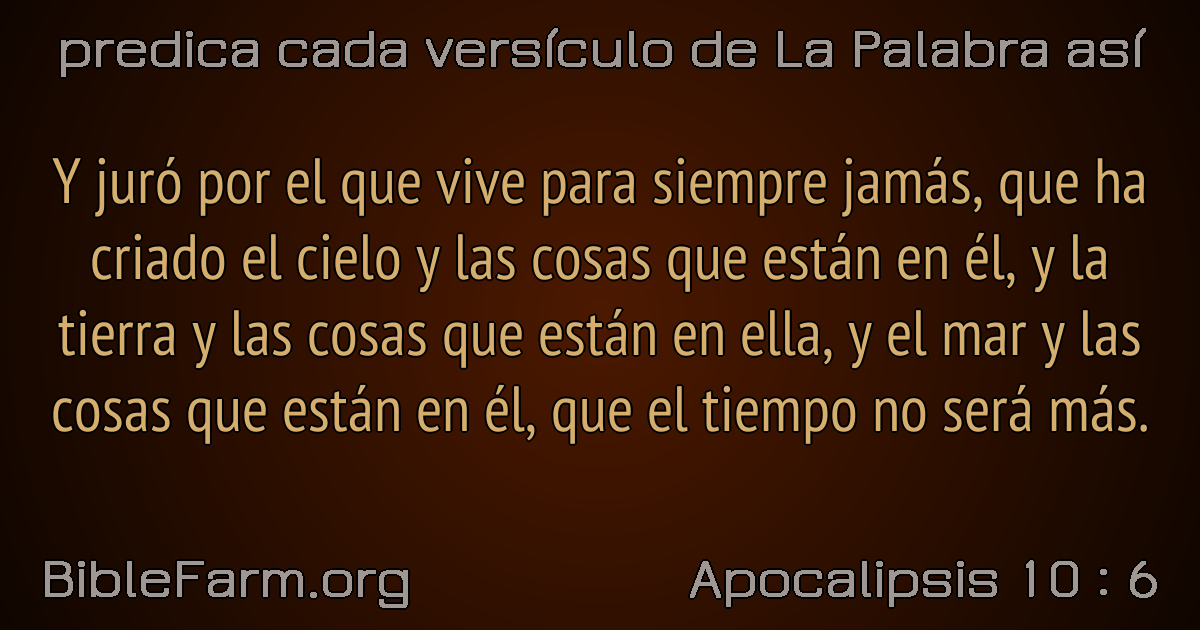 predica cada versículo de La Palabra así
Y juró por el que vive para siempre jamás, que ha
criado el cielo y las cosas que están en él, y la
tierra y las cosas que están en ella, y el mar y las
cosas que están en él, que el tiempo no será más.
BibleFarm.org
Apocalipsis 10 : 6